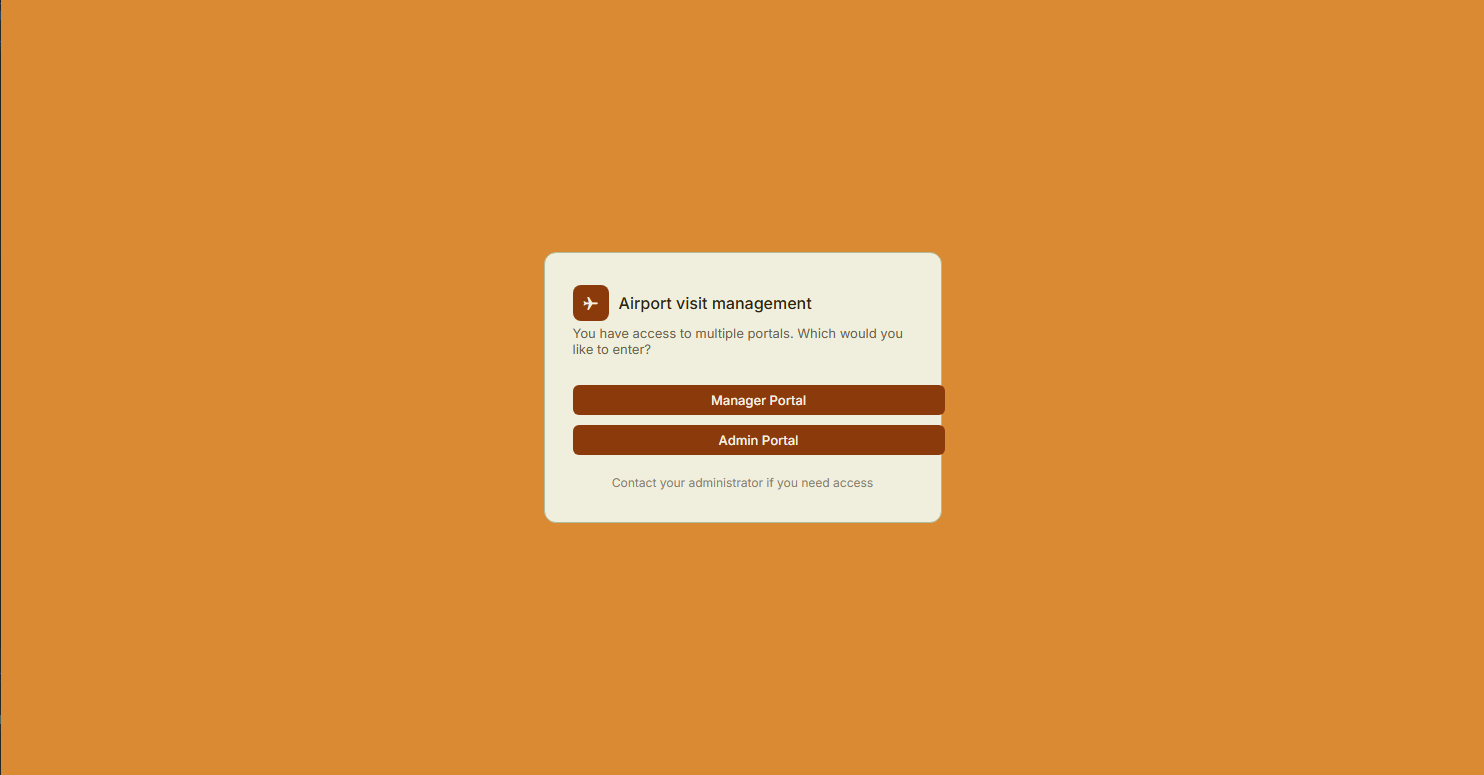 Airport visit management
You have access to multiple portals. Which would you
like to enter?
Manager Portal
Admin Portal
Contact your administrator if you need access